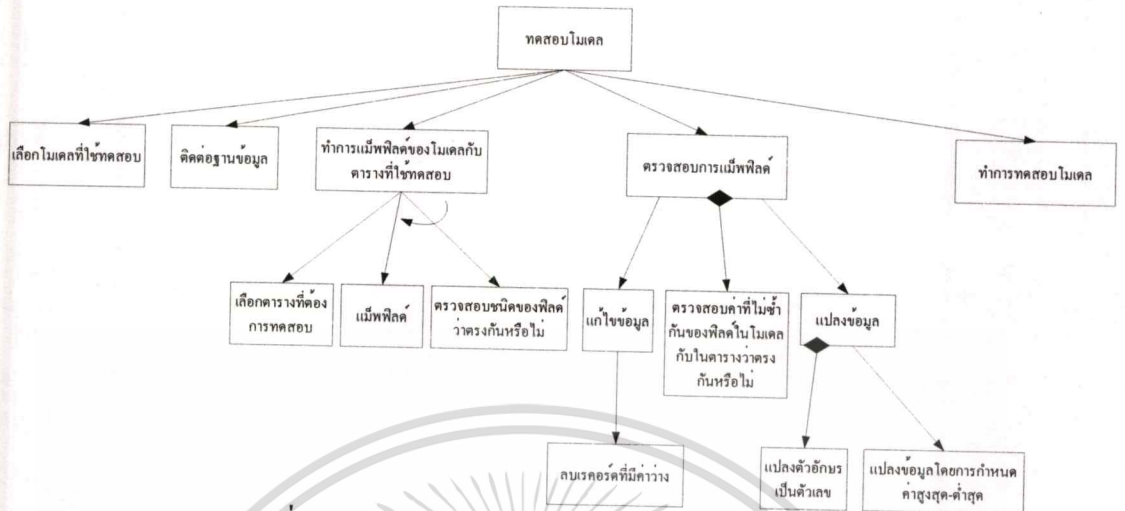 ทดสอบโมเดล
เลือกโมเดลที่ใช้ทดสอบ
ติดต่อฐานข้อมูล
ทำการแม็พฟิลด์ของโมเดลกับ
ตารางที่ใช้ทดสอบ
ตรวจสอบการแม็พฟิลด์
ทำการทดสอบโมเดล
เลือกตารางที่ต้อง
การทดสอบ
แม็พฟิลด์
ตรวจสอบชนิดของฟิลด์
ว่าตรงกันหรือไม่
แก้ไขข้อมูล
ตรวจสอบค่าที่ไม่ซ้ำ
กันของฟิลด์ในโมเดล
กับในตารางว่าตรง
กันหรือไม่
แปลงข้อมูล
ลบเรคอร์ดที่มีค่าว่าง
แปลงตัวอักษร
เป็นตัวเลข
แปลงข้อมูลโดยการกำหนด
ค่าสูงสุด-ต่ำสุด